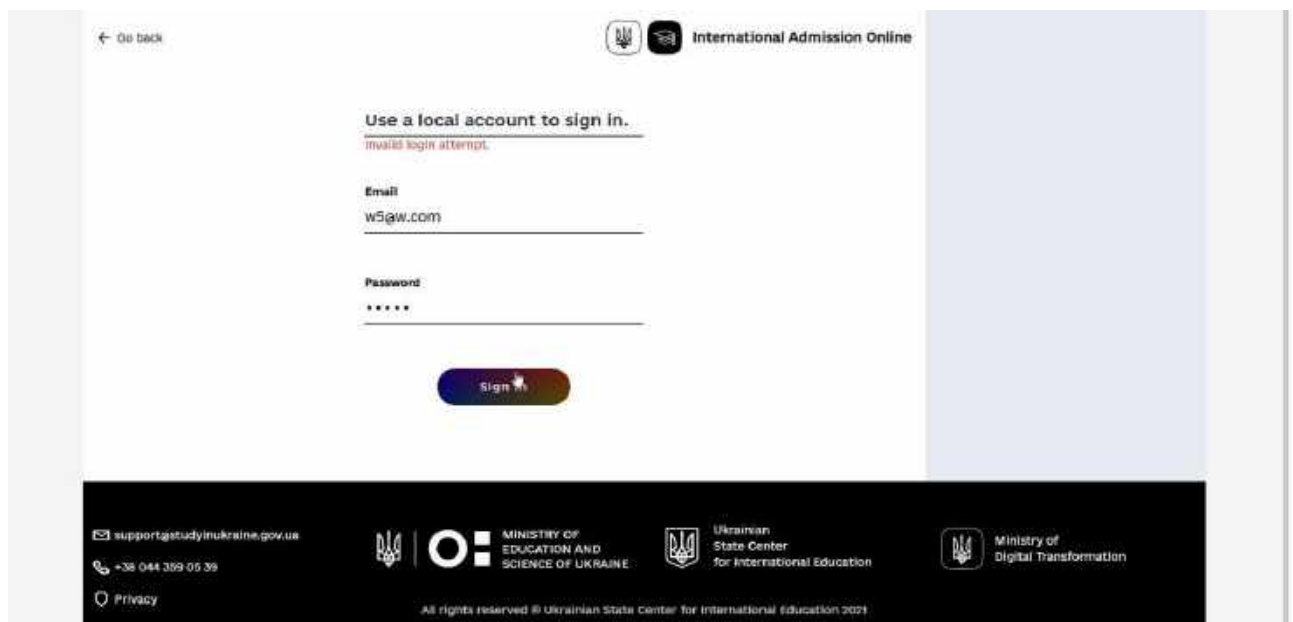 ← Go back
International Admission Online
Use a local account to sign in.
Invalid login attempt.
Email
w5@w.com
Password
•••••
Sign in
support@studyinukraine.gov.ua
+38 044 359 05 39
Privacy
MINISTRY OF
EDUCATION AND
SCIENCE OF UKRAINE
Ukrainian
State Center
for International Education
Ministry of
Digital Transformation
All rights reserved © Ukrainian State Center for International Education 2021